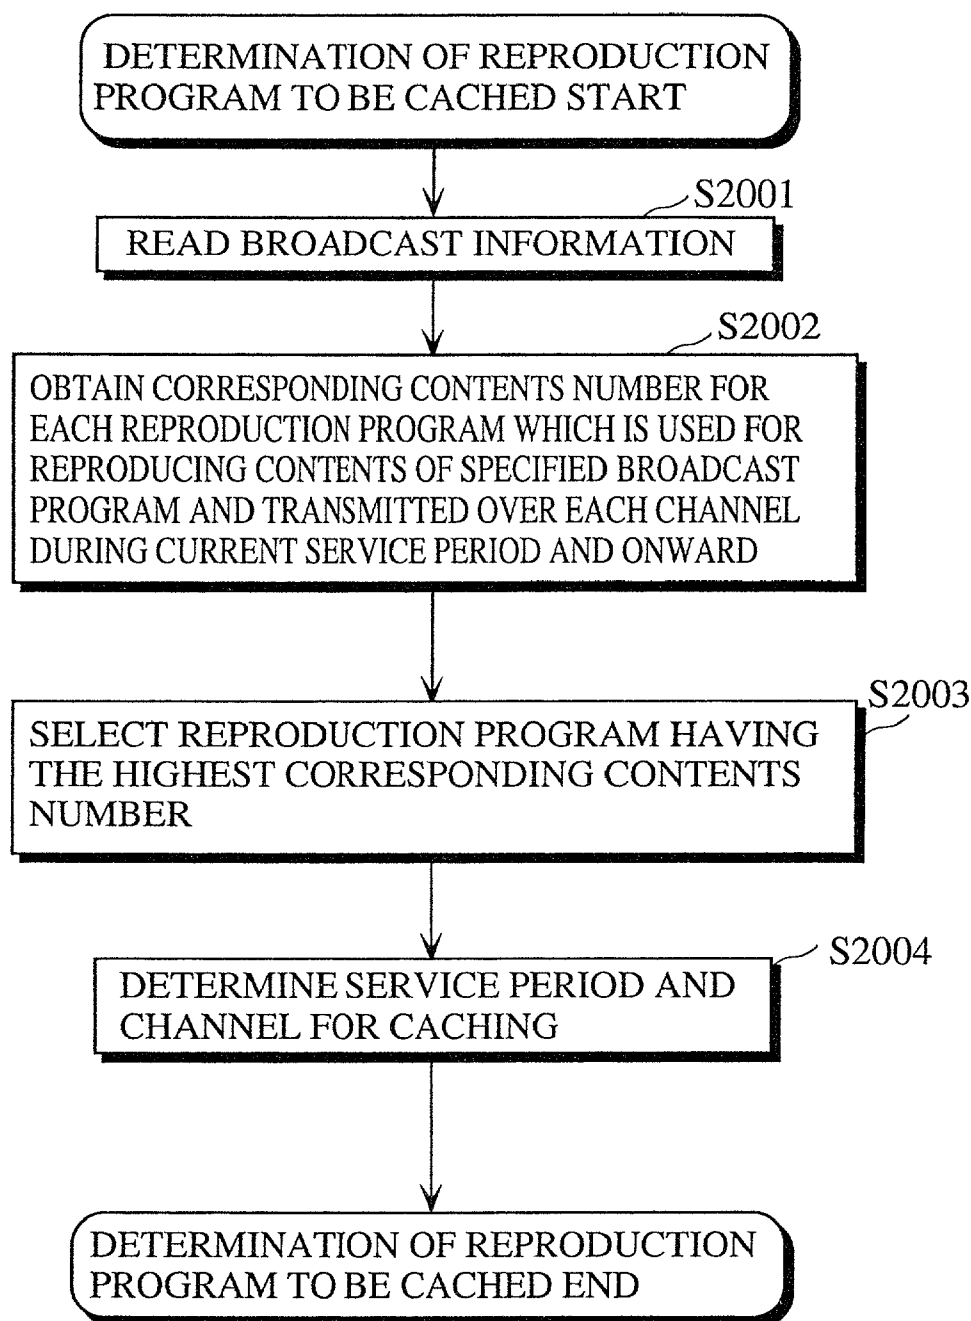 DETERMINATION OF REPRODUCTION
PROGRAM TO BE CACHED START
S2001
READ BROADCAST INFORMATION
S2002
OBTAIN CORRESPONDING CONTENTS NUMBER FOR
EACH REPRODUCTION PROGRAM WHICH IS USED FOR
REPRODUCING CONTENTS OF SPECIFIED BROADCAST
PROGRAM AND TRANSMITTED OVER EACH CHANNEL
DURING CURRENT SERVICE PERIOD AND ONWARD
S2003
SELECT REPRODUCTION PROGRAM HAVING
THE HIGHEST CORRESPONDING CONTENTS
NUMBER
S2004
DETERMINE SERVICE PERIOD AND
CHANNEL FOR CACHING
DETERMINATION OF REPRODUCTION
PROGRAM TO BE CACHED END